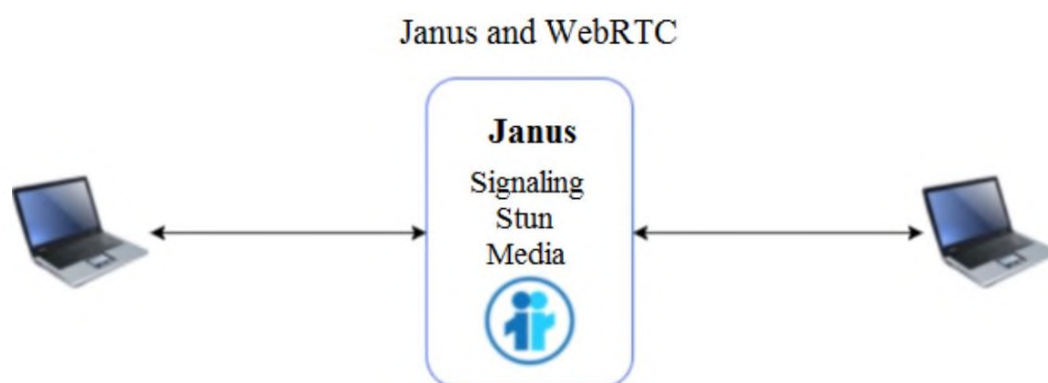 Janus and WebRTC
Janus
Signaling
Stun
Media